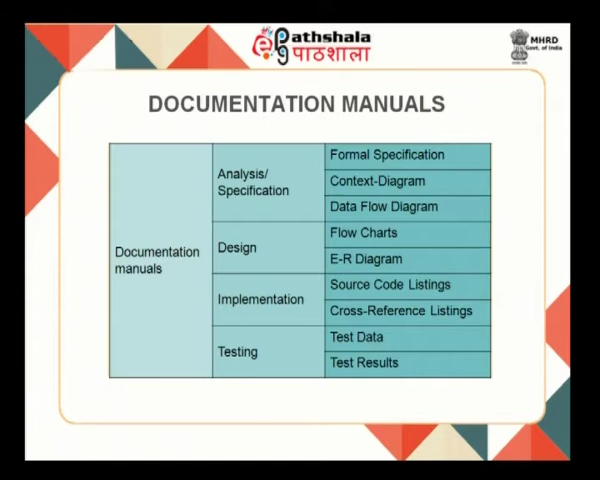 epg
athshala
पाठशाला
MHRD
Govt. of India
DOCUMENTATION MANUALS
Documentation
manuals
Analysis/
Specification
Formal Specification
Context-Diagram
Data Flow Diagram
Design
Flow Charts
E-R Diagram
Implementation
Source Code Listings
Cross-Reference Listings
Testing
Test Data
Test Results